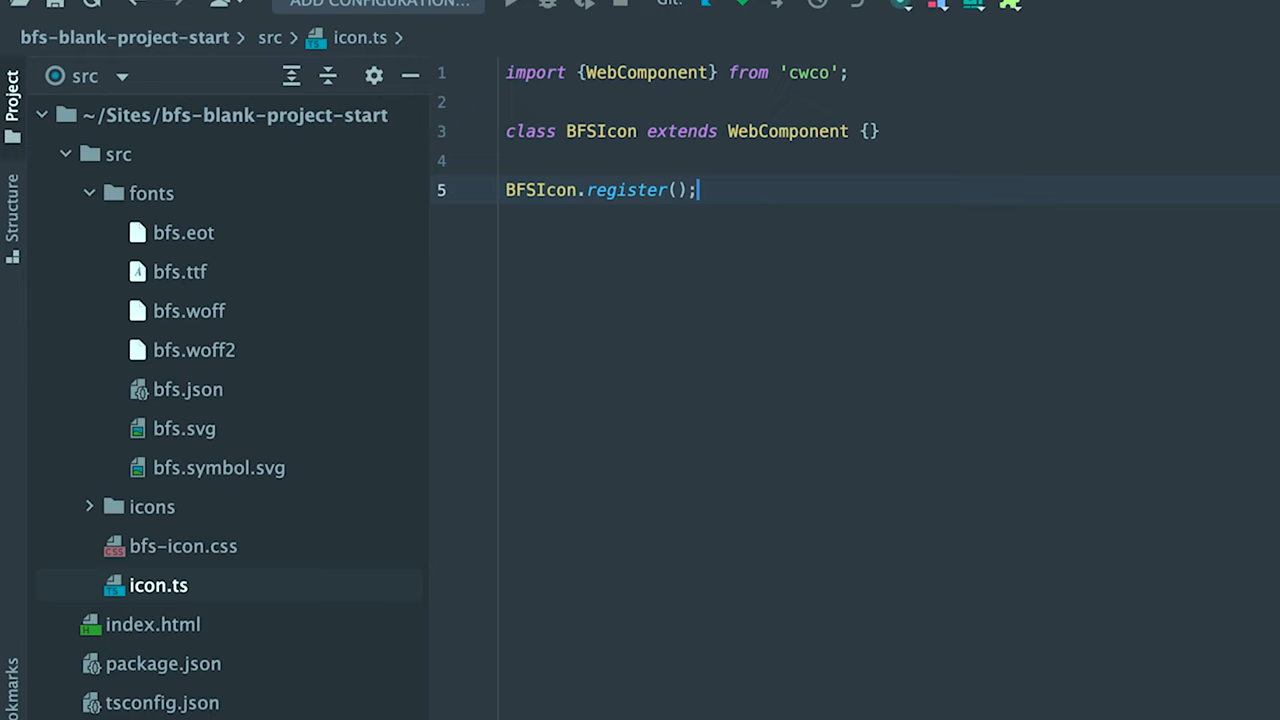 ADD CONFIGURATION... Git:
bfs-blank-project-start src icon.ts
Project
Structure
src
~/Sites/bfs-blank-project-start
src
fonts
bfs.eot
bfs.ttf
bfs.woff
bfs.woff2
bfs.json
bfs.svg
bfs.symbol.svg
icons
bfs-icon.css
icon.ts
index.html
package.json
tsconfig.json
1 import {WebComponent} from 'cwco';
2
3 class BFSIcon extends WebComponent {}
4
5 BFSIcon.register();